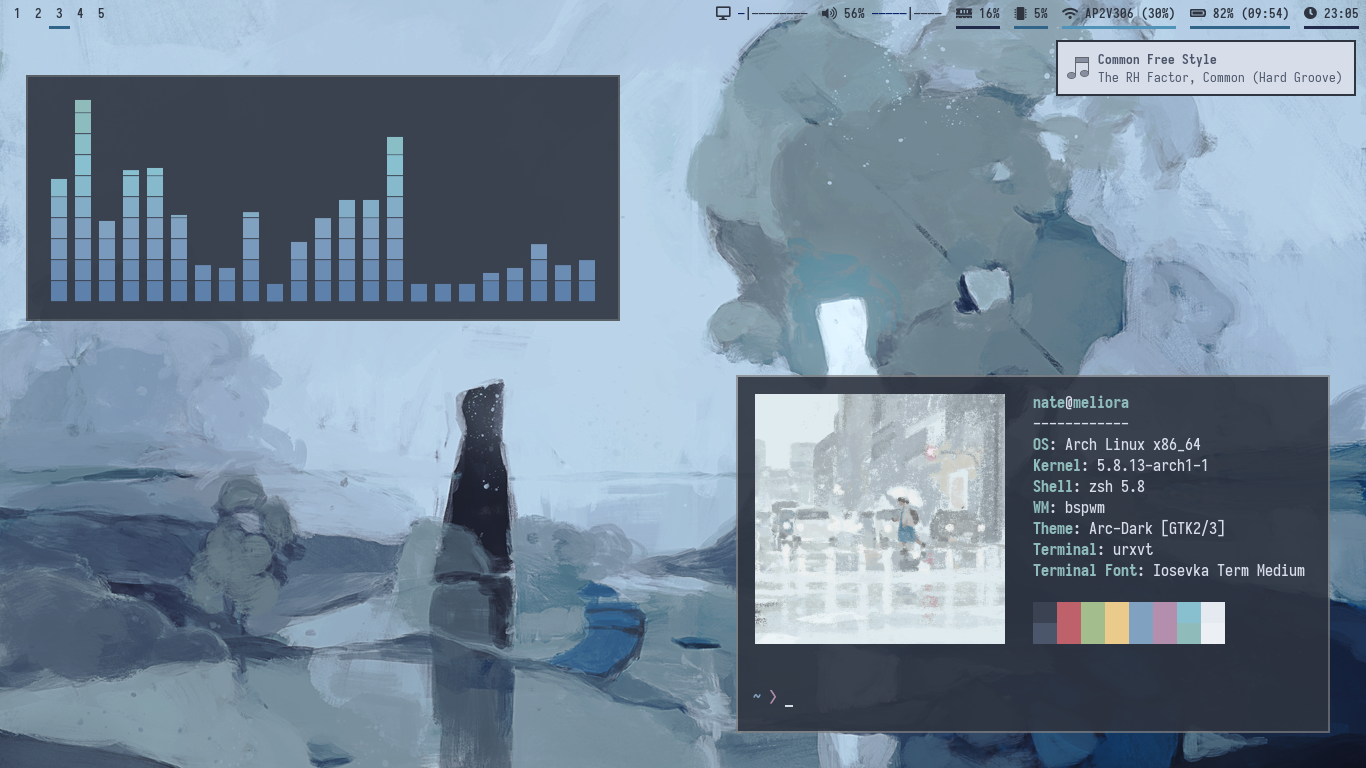 1 2 3 4 5
56% 16% 5% AP2V306 (30%) 82% (09:54) 23:05
Common Free Style
The RH Factor, Common (Hard Groove)
nate@meliora
------------
OS: Arch Linux x86_64
Kernel: 5.8.13-arch1-1
Shell: zsh 5.8
WM: bspwm
Theme: Arc-Dark [GTK2/3]
Terminal: urxvt
Terminal Font: Iosevka Term Medium
~ ❯ _